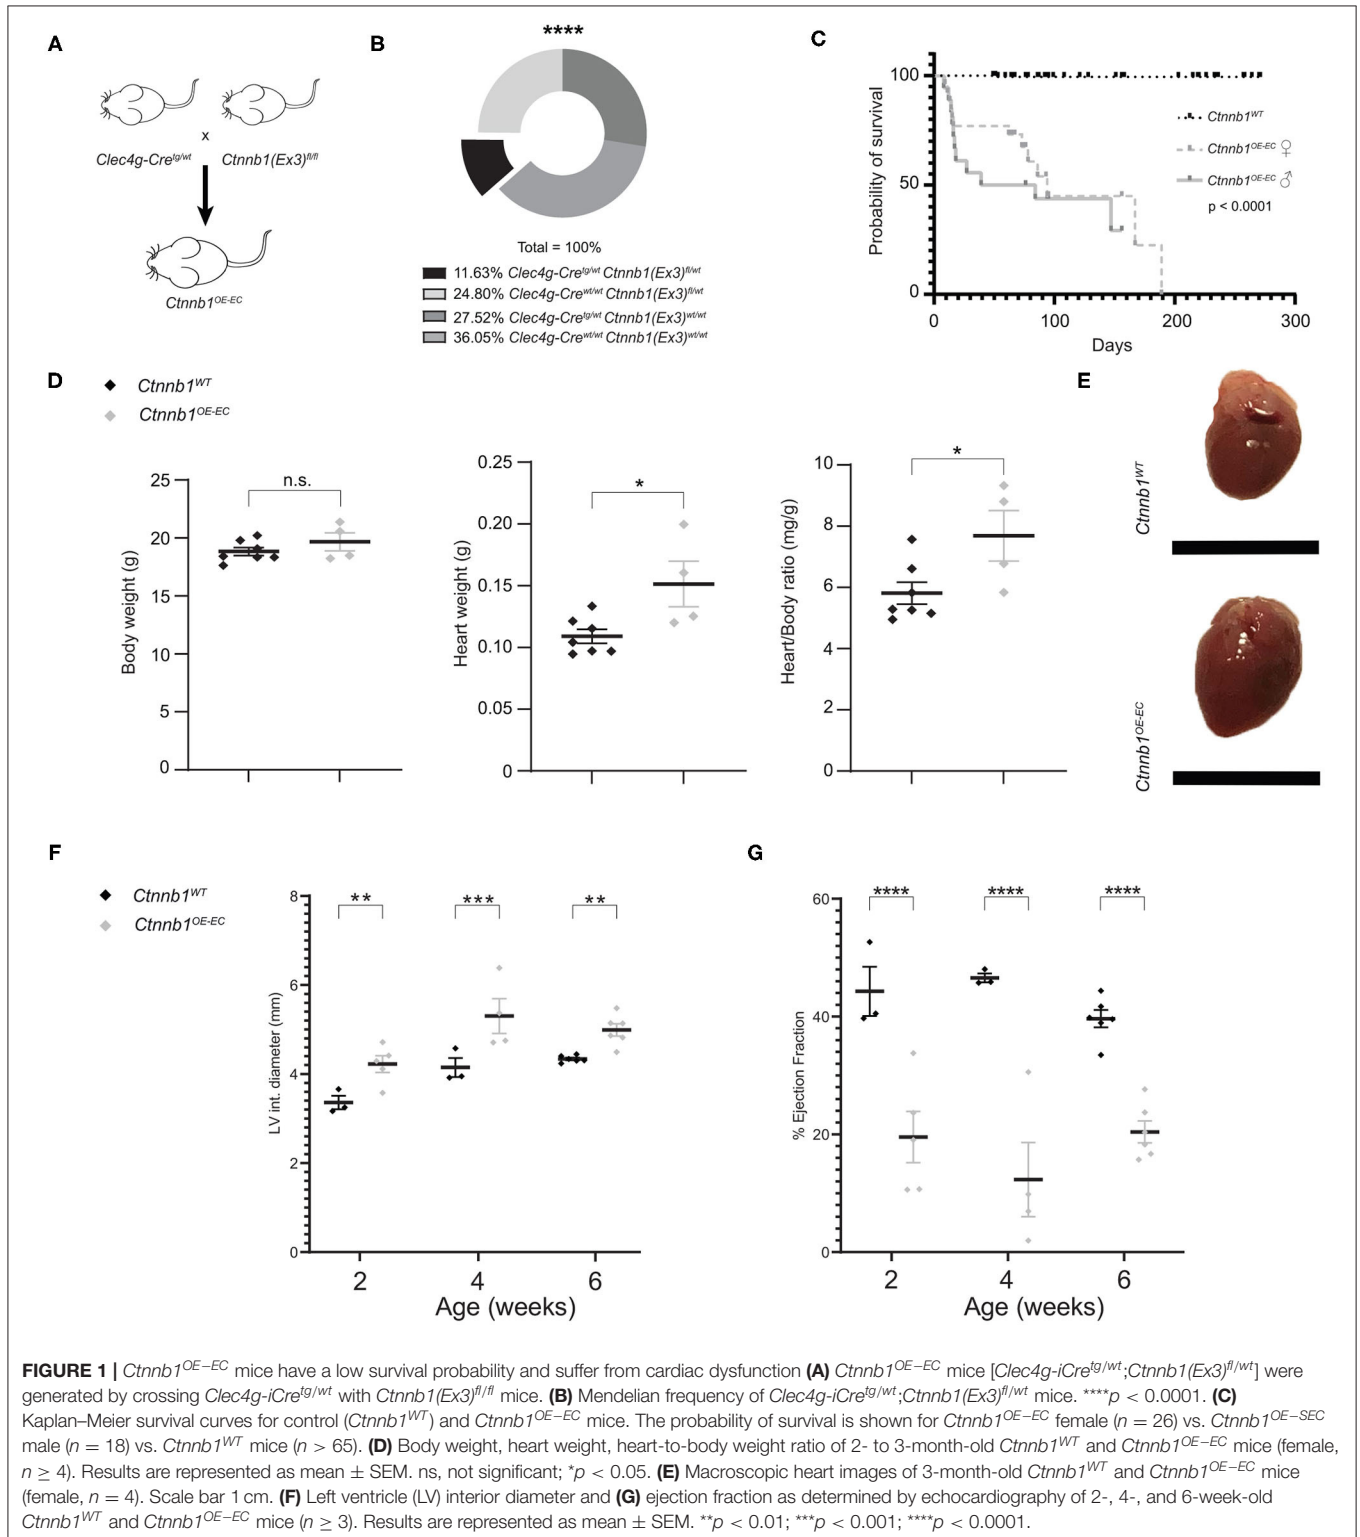 A
x
Clec4g-Cre^tg/wt Ctnnb1(Ex3)^fl/fl
Ctnnb1^OE-EC
B
****
Total = 100%
11.63% Clec4g-Cre^tg/wt Ctnnb1(Ex3)^fl/wt
24.80% Clec4g-Cre^wt/wt Ctnnb1(Ex3)^fl/wt
27.52% Clec4g-Cre^tg/wt Ctnnb1(Ex3)^wt/wt
36.05% Clec4g-Cre^wt/wt Ctnnb1(Ex3)^wt/wt
C
Probability of survival
100
50
0
0 100 200 300
Days
Ctnnb1^WT
Ctnnb1^OE-EC ♀
Ctnnb1^OE-EC ♂
p < 0.0001
D
Ctnnb1^WT
Ctnnb1^OE-EC
Body weight (g)
25
20
15
10
5
0
n.s.
Heart weight (g)
0.25
0.20
0.15
0.10
0.05
0
*
Heart/Body ratio (mg/g)
10
8
6
4
2
0
*
E
Ctnnb1^WT
Ctnnb1^OE-EC
F
Ctnnb1^WT
Ctnnb1^OE-EC
LV int. diameter (mm)
8
6
4
2
0
** *** **
2 4 6
Age (weeks)
G
% Ejection Fraction
60
40
20
0
**** **** ****
2 4 6
Age (weeks)
FIGURE 1 | Ctnnb1^OE−EC mice have a low survival probability and suffer from cardiac dysfunction (A) Ctnnb1^OE−EC mice [Clec4g-iCre^tg/wt;Ctnnb1(Ex3)^fl/wt] were
generated by crossing Clec4g-iCre^tg/wt with Ctnnb1(Ex3)^fl/fl mice. (B) Mendelian frequency of Clec4g-iCre^tg/wt;Ctnnb1(Ex3)^fl/wt mice. ****p < 0.0001. (C)
Kaplan–Meier survival curves for control (Ctnnb1^WT) and Ctnnb1^OE−EC mice. The probability of survival is shown for Ctnnb1^OE−EC female (n = 26) vs. Ctnnb1^OE−SEC
male (n = 18) vs. Ctnnb1^WT mice (n > 65). (D) Body weight, heart weight, heart-to-body weight ratio of 2- to 3-month-old Ctnnb1^WT and Ctnnb1^OE−EC mice (female,
n ≥ 4). Results are represented as mean ± SEM. ns, not significant; *p < 0.05. (E) Macroscopic heart images of 3-month-old Ctnnb1^WT and Ctnnb1^OE−EC mice
(female, n = 4). Scale bar 1 cm. (F) Left ventricle (LV) interior diameter and (G) ejection fraction as determined by echocardiography of 2-, 4-, and 6-week-old
Ctnnb1^WT and Ctnnb1^OE−EC mice (n ≥ 3). Results are represented as mean ± SEM. **p < 0.01; ***p < 0.001; ****p < 0.0001.